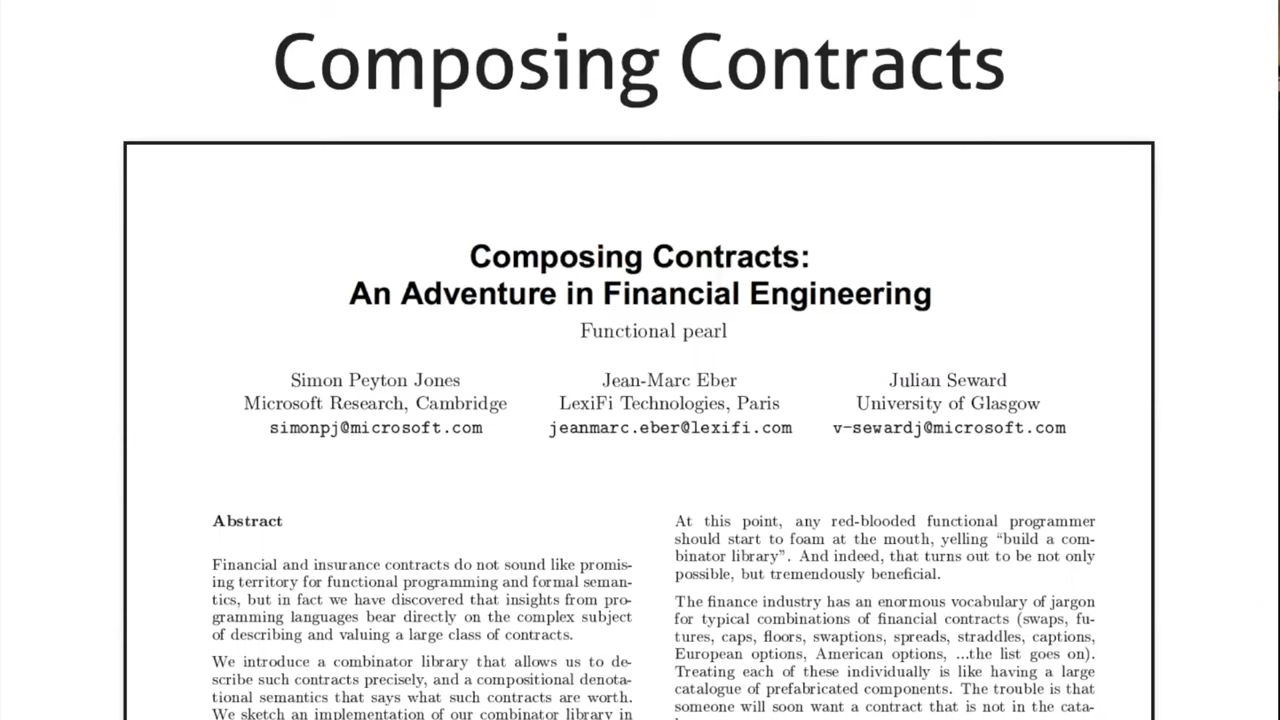 Composing Contracts
Composing Contracts:
An Adventure in Financial Engineering
Functional pearl
Simon Peyton Jones
Microsoft Research, Cambridge
simonpj@microsoft.com
Jean-Marc Eber
LexiFi Technologies, Paris
jeanmarc.eber@lexifi.com
Julian Seward
University of Glasgow
v-sewardj@microsoft.com
Abstract
Financial and insurance contracts do not sound like promis-
ing territory for functional programming and formal seman-
tics, but in fact we have discovered that insights from pro-
gramming languages bear directly on the complex subject
of describing and valuing a large class of contracts.
We introduce a combinator library that allows us to de-
scribe such contracts precisely, and a compositional denota-
tional semantics that says what such contracts are worth.
We sketch an implementation of our combinator library in
At this point, any red-blooded functional programmer
should start to foam at the mouth, yelling “build a com-
binator library”. And indeed, that turns out to be not only
possible, but tremendously beneficial.
The finance industry has an enormous vocabulary of jargon
for typical combinations of financial contracts (swaps, fu-
tures, caps, floors, swaptions, spreads, straddles, captions,
European options, American options, ...the list goes on).
Treating each of these individually is like having a large
catalogue of prefabricated components. The trouble is that
someone will soon want a contract that is not in the cata-